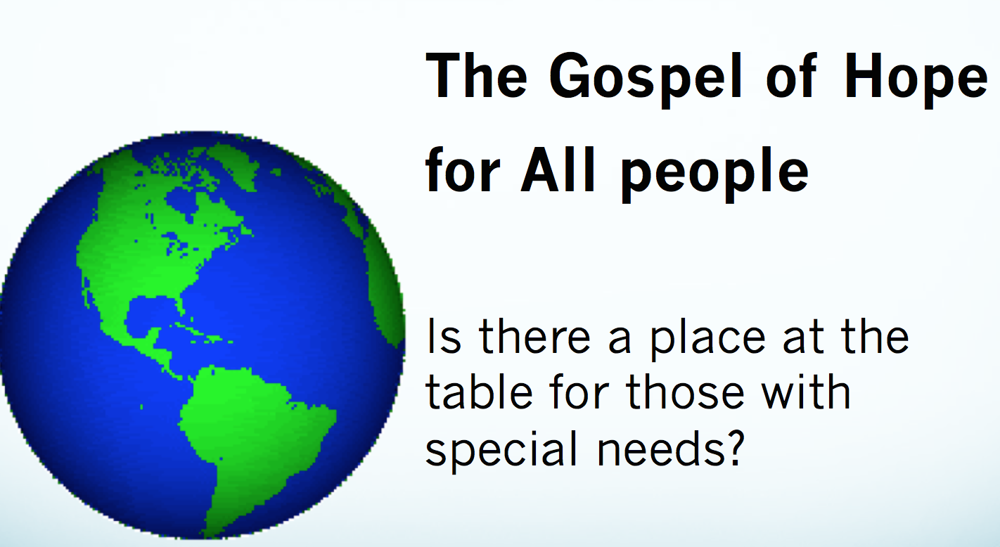 The Gospel of Hope
for All people
Is there a place at the
table for those with
special needs?